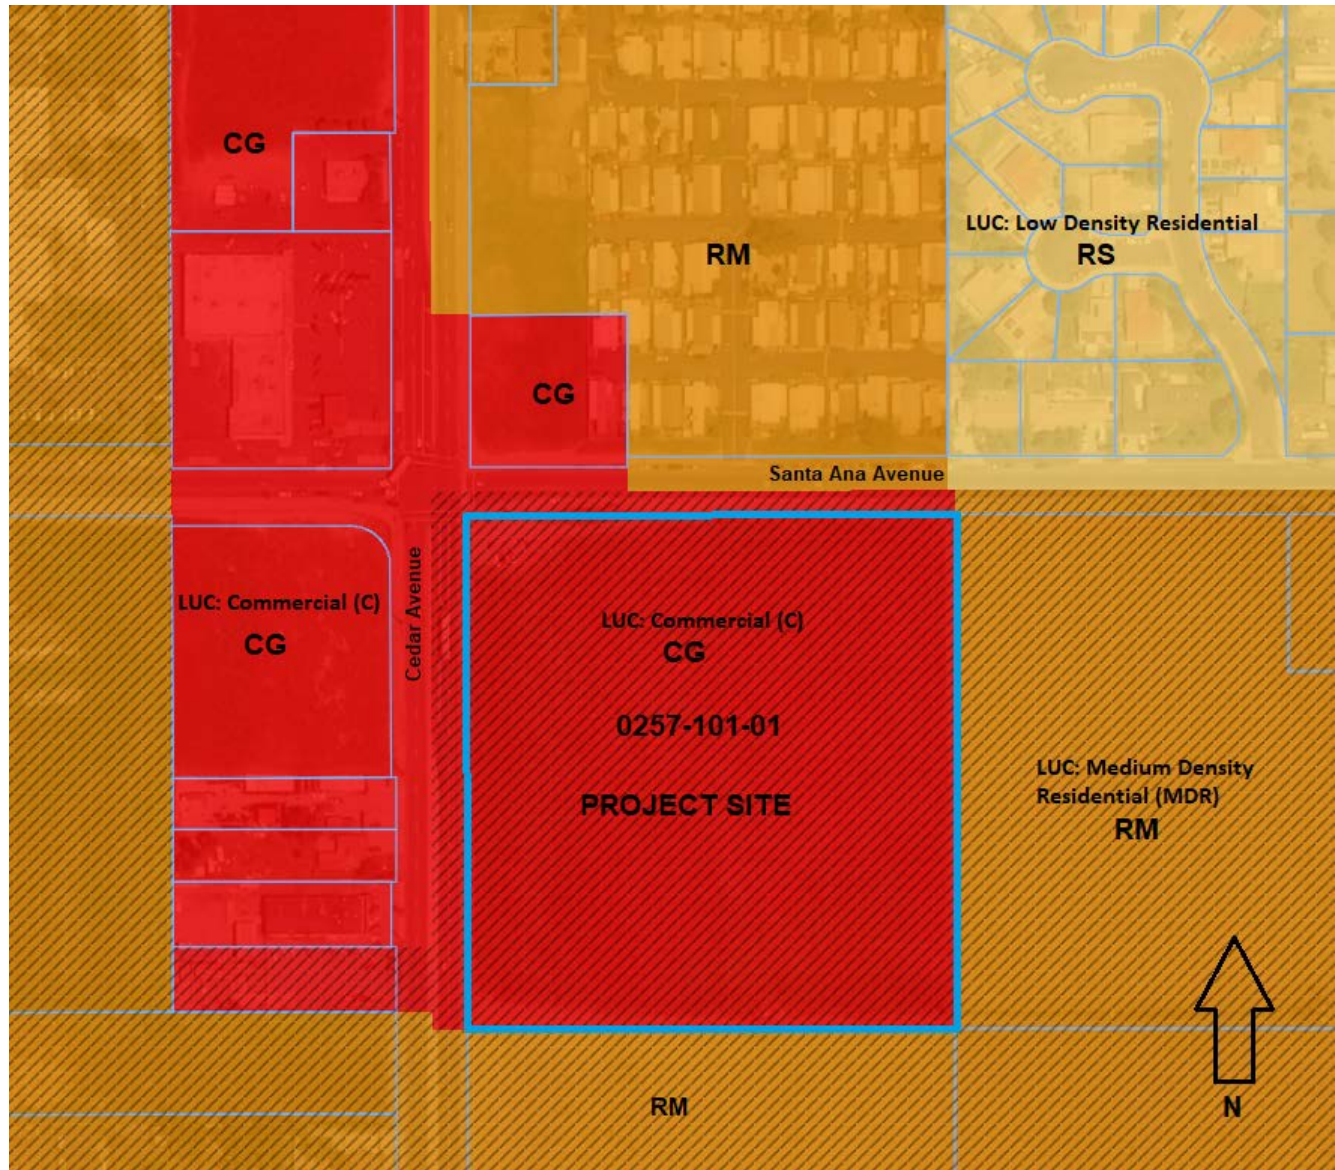 CG
LUC: Low Density Residential
RS
RM
CG
Santa Ana Avenue
Cedar Avenue
LUC: Commercial (C)
CG
LUC: Commercial (C)
CG
0257-101-01
PROJECT SITE
LUC: Medium Density
Residential (MDR)
RM
RM
N